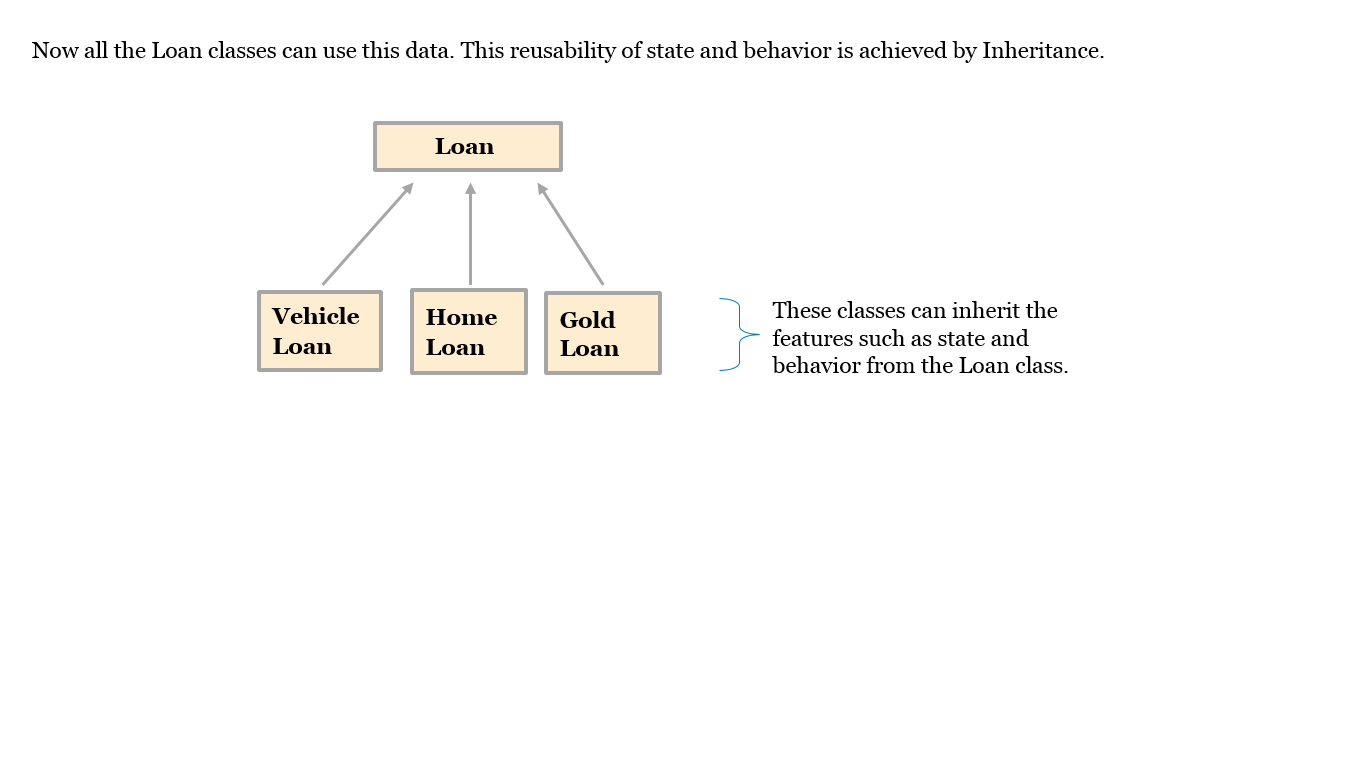 Now all the Loan classes can use this data. This reusability of state and behavior is achieved by Inheritance.
Loan
Vehicle
Loan
Home
Loan
Gold
Loan
These classes can inherit the
features such as state and
behavior from the Loan class.